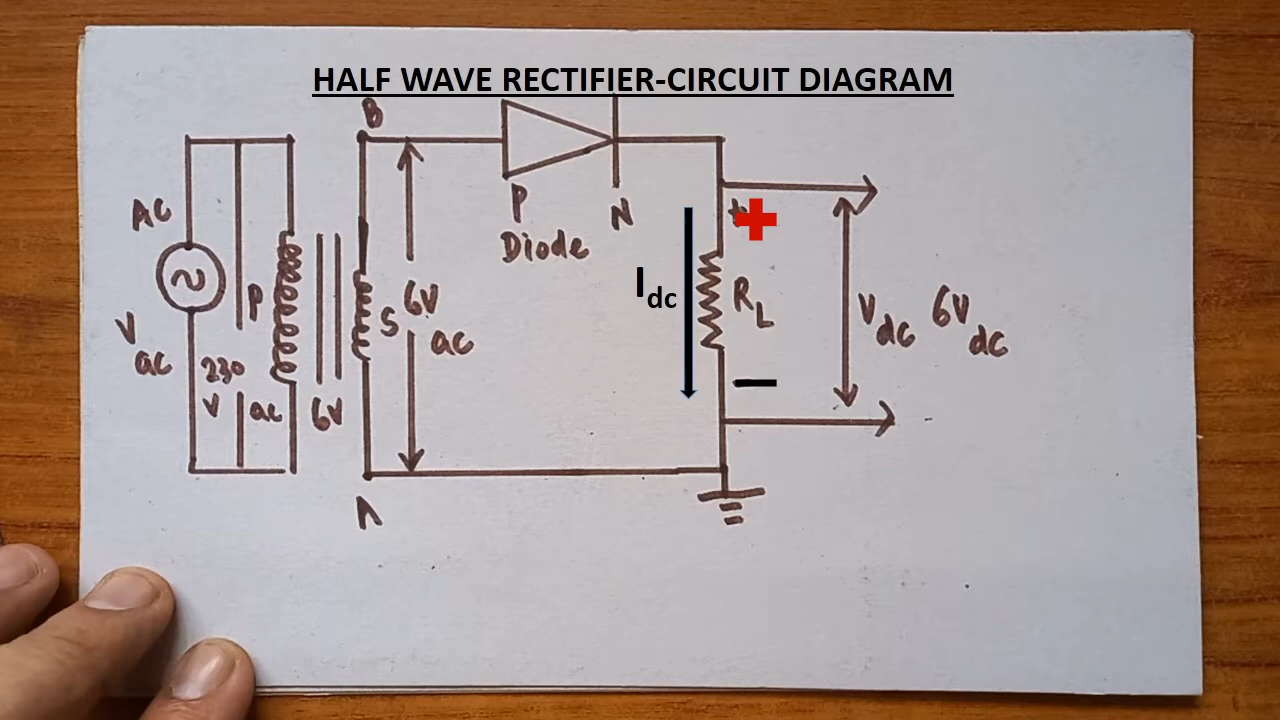 HALF WAVE RECTIFIER-CIRCUIT DIAGRAM
B
P
N
Diode
AC
V ac
P
230 V ac
6V
S
6V ac
+
Idc
RL
Vdc 6Vdc
A